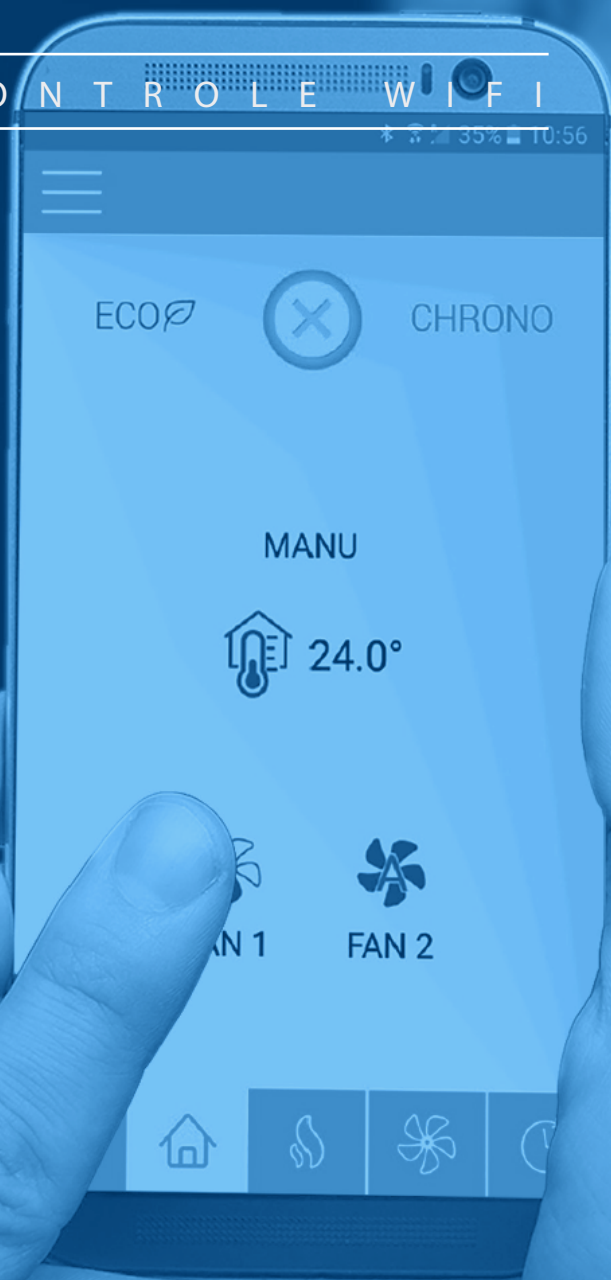 ONTROLE WIFI
35% 10:56
ECO CHRONO
MANU
24.0°
A
AN 1 FAN 2